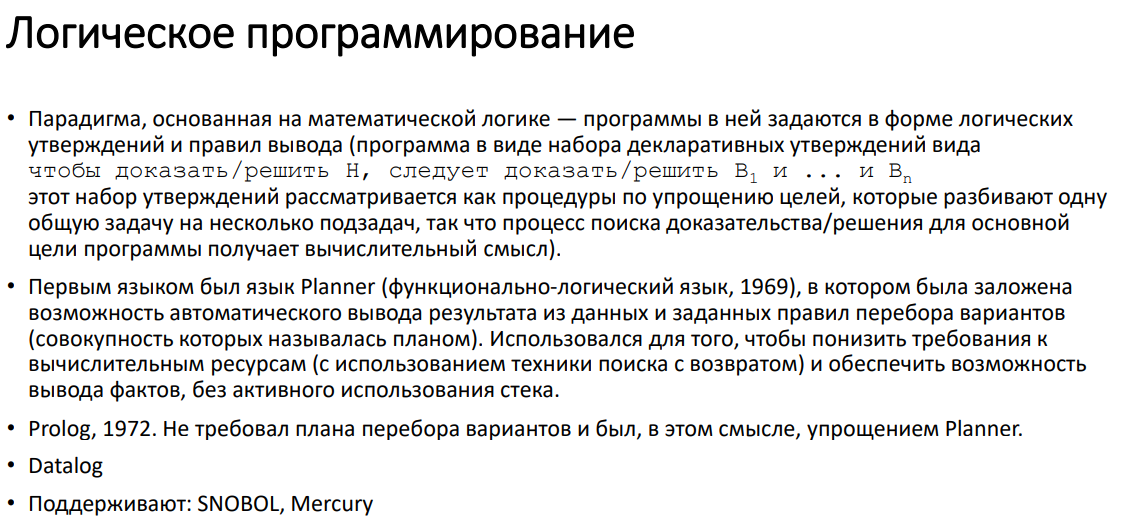 Логическое программирование
• Парадигма, основанная на математической логике — программы в ней задаются в форме логических
утверждений и правил вывода (программа в виде набора декларативных утверждений вида
чтобы доказать/решить H, следует доказать/решить B₁ и ... и Bₙ
этот набор утверждений рассматривается как процедуры по упрощению целей, которые разбивают одну
общую задачу на несколько подзадач, так что процесс поиска доказательства/решения для основной
цели программы получает вычислительный смысл).
• Первым языком был язык Planner (функционально-логический язык, 1969), в котором была заложена
возможность автоматического вывода результата из данных и заданных правил перебора вариантов
(совокупность которых называлась планом). Использовался для того, чтобы понизить требования к
вычислительным ресурсам (с использованием техники поиска с возвратом) и обеспечить возможность
вывода фактов, без активного использования стека.
• Prolog, 1972. Не требовал плана перебора вариантов и был, в этом смысле, упрощением Planner.
• Datalog
• Поддерживают: SNOBOL, Mercury